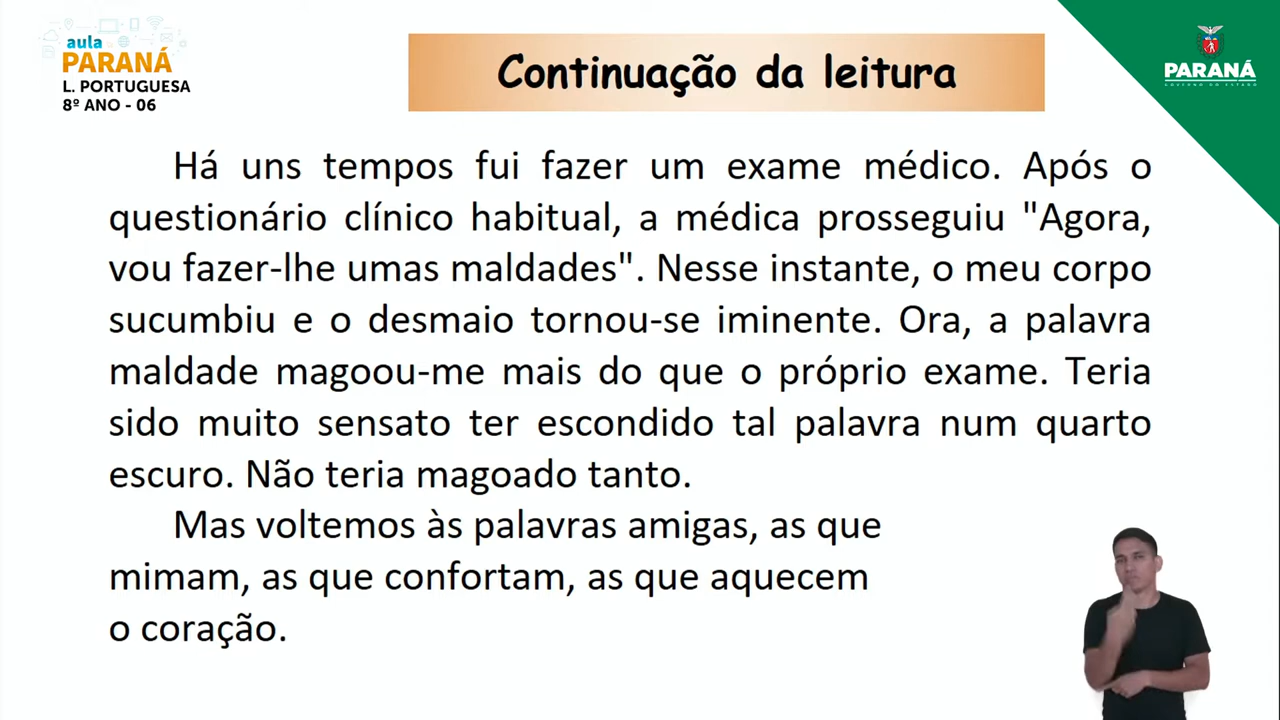 aula
PARANÁ
L. PORTUGUESA
8º ANO - 06
Continuação da leitura
PARANÁ
GOVERNO DO ESTADO
Há uns tempos fui fazer um exame médico. Após o
questionário clínico habitual, a médica prosseguiu "Agora,
vou fazer-lhe umas maldades". Nesse instante, o meu corpo
sucumbiu e o desmaio tornou-se iminente. Ora, a palavra
maldade magoou-me mais do que o próprio exame. Teria
sido muito sensato ter escondido tal palavra num quarto
escuro. Não teria magoado tanto.
Mas voltemos às palavras amigas, as que
mimam, as que confortam, as que aquecem
o coração.